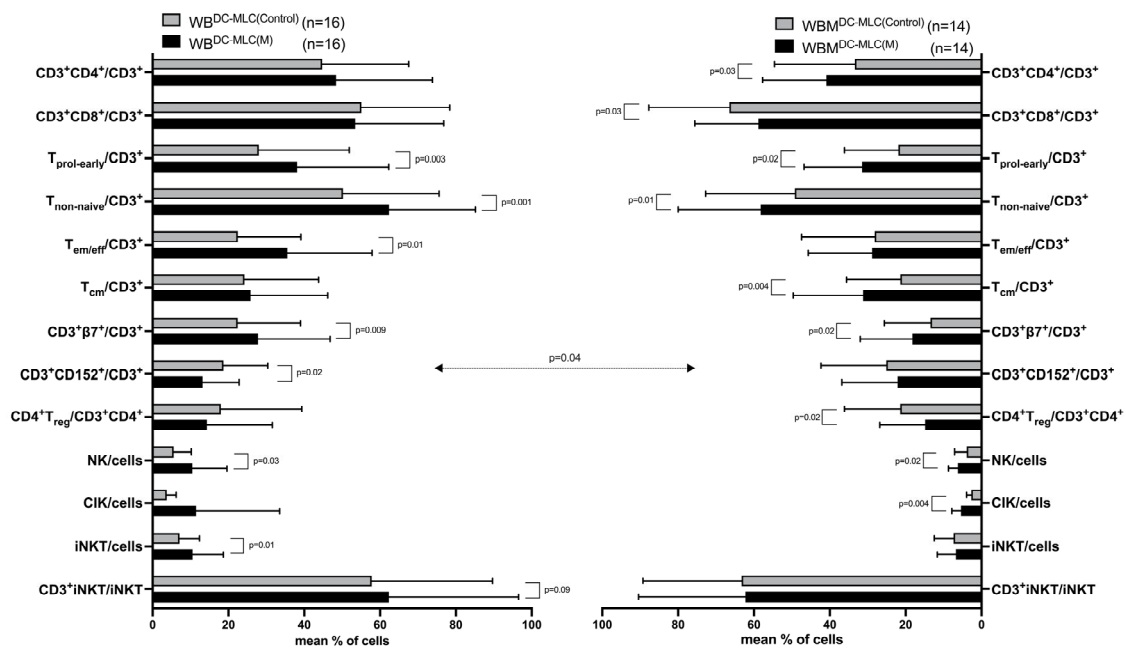 WB^DC-MLC(Control) (n=16)
WB^DC-MLC(M) (n=16)
WBM^DC-MLC(Control) (n=14)
WBM^DC-MLC(M) (n=14)
CD3⁺CD4⁺/CD3⁺
p=0.03
CD3⁺CD4⁺/CD3⁺
CD3⁺CD8⁺/CD3⁺
p=0.03
CD3⁺CD8⁺/CD3⁺
T_prol-early/CD3⁺
p=0.003
p=0.02
T_prol-early/CD3⁺
T_non-naive/CD3⁺
p=0.001
p=0.01
T_non-naive/CD3⁺
T_em/eff/CD3⁺
p=0.01
T_em/eff/CD3⁺
T_cm/CD3⁺
p=0.004
T_cm/CD3⁺
CD3⁺β7⁺/CD3⁺
p=0.009
p=0.02
CD3⁺β7⁺/CD3⁺
p=0.04
CD3⁺CD152⁺/CD3⁺
p=0.02
CD3⁺CD152⁺/CD3⁺
CD4⁺T_reg/CD3⁺CD4⁺
p=0.02
CD4⁺T_reg/CD3⁺CD4⁺
NK/cells
p=0.03
p=0.02
NK/cells
CIK/cells
p=0.004
CIK/cells
iNKT/cells
p=0.01
iNKT/cells
CD3⁺iNKT/iNKT
p=0.09
CD3⁺iNKT/iNKT
0 20 40 60 80 100
100 80 60 40 20 0
mean % of cells
mean % of cells